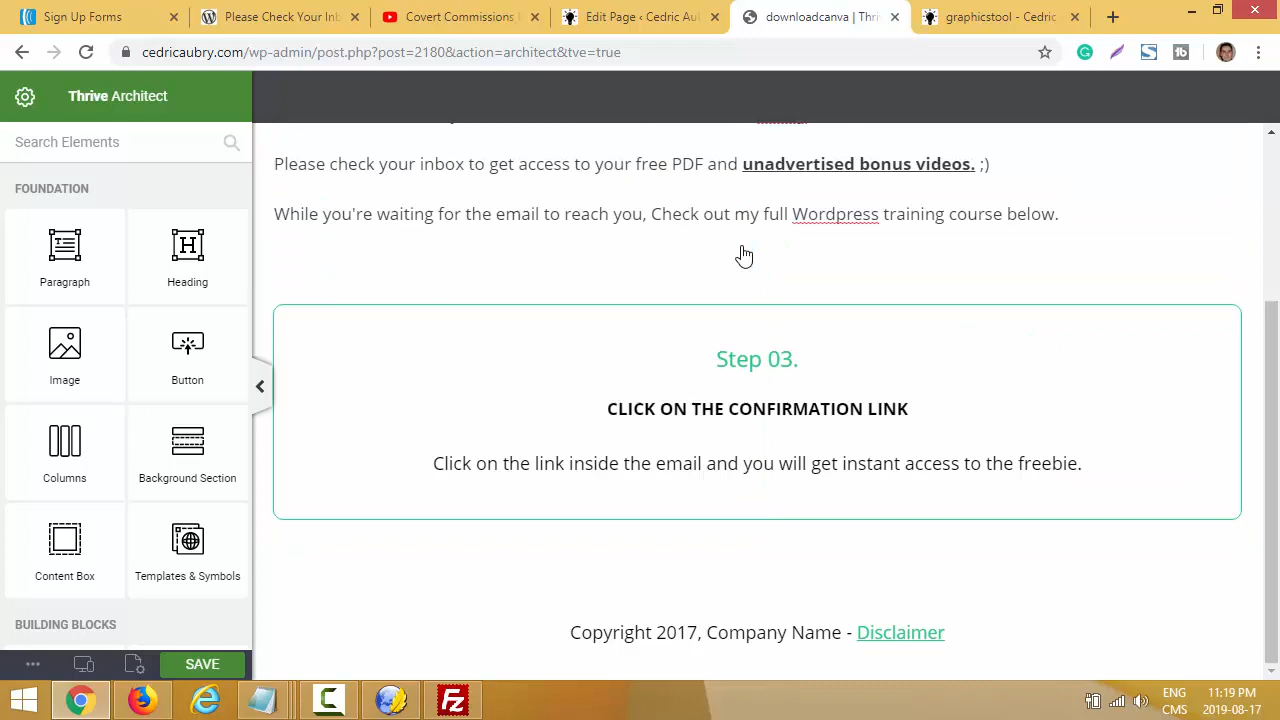 Sign Up Forms
Please Check Your Inb
Covert Commissions
Edit Page ‹ Cedric Au
downloadcanva | Thri
graphicstool - Cedric
cedricaubry.com/wp-admin/post.php?post=2180&action=architect&tve=true
Thrive Architect
Search Elements
FOUNDATION
Paragraph
Heading
Image
Button
Columns
Background Section
Content Box
Templates & Symbols
BUILDING BLOCKS
SAVE
Please check your inbox to get access to your free PDF and unadvertised bonus videos. ;)
While you're waiting for the email to reach you, Check out my full Wordpress training course below.
Step 03.
CLICK ON THE CONFIRMATION LINK
Click on the link inside the email and you will get instant access to the freebie.
Copyright 2017, Company Name - Disclaimer
ENG
CMS
11:19 PM
2019-08-17